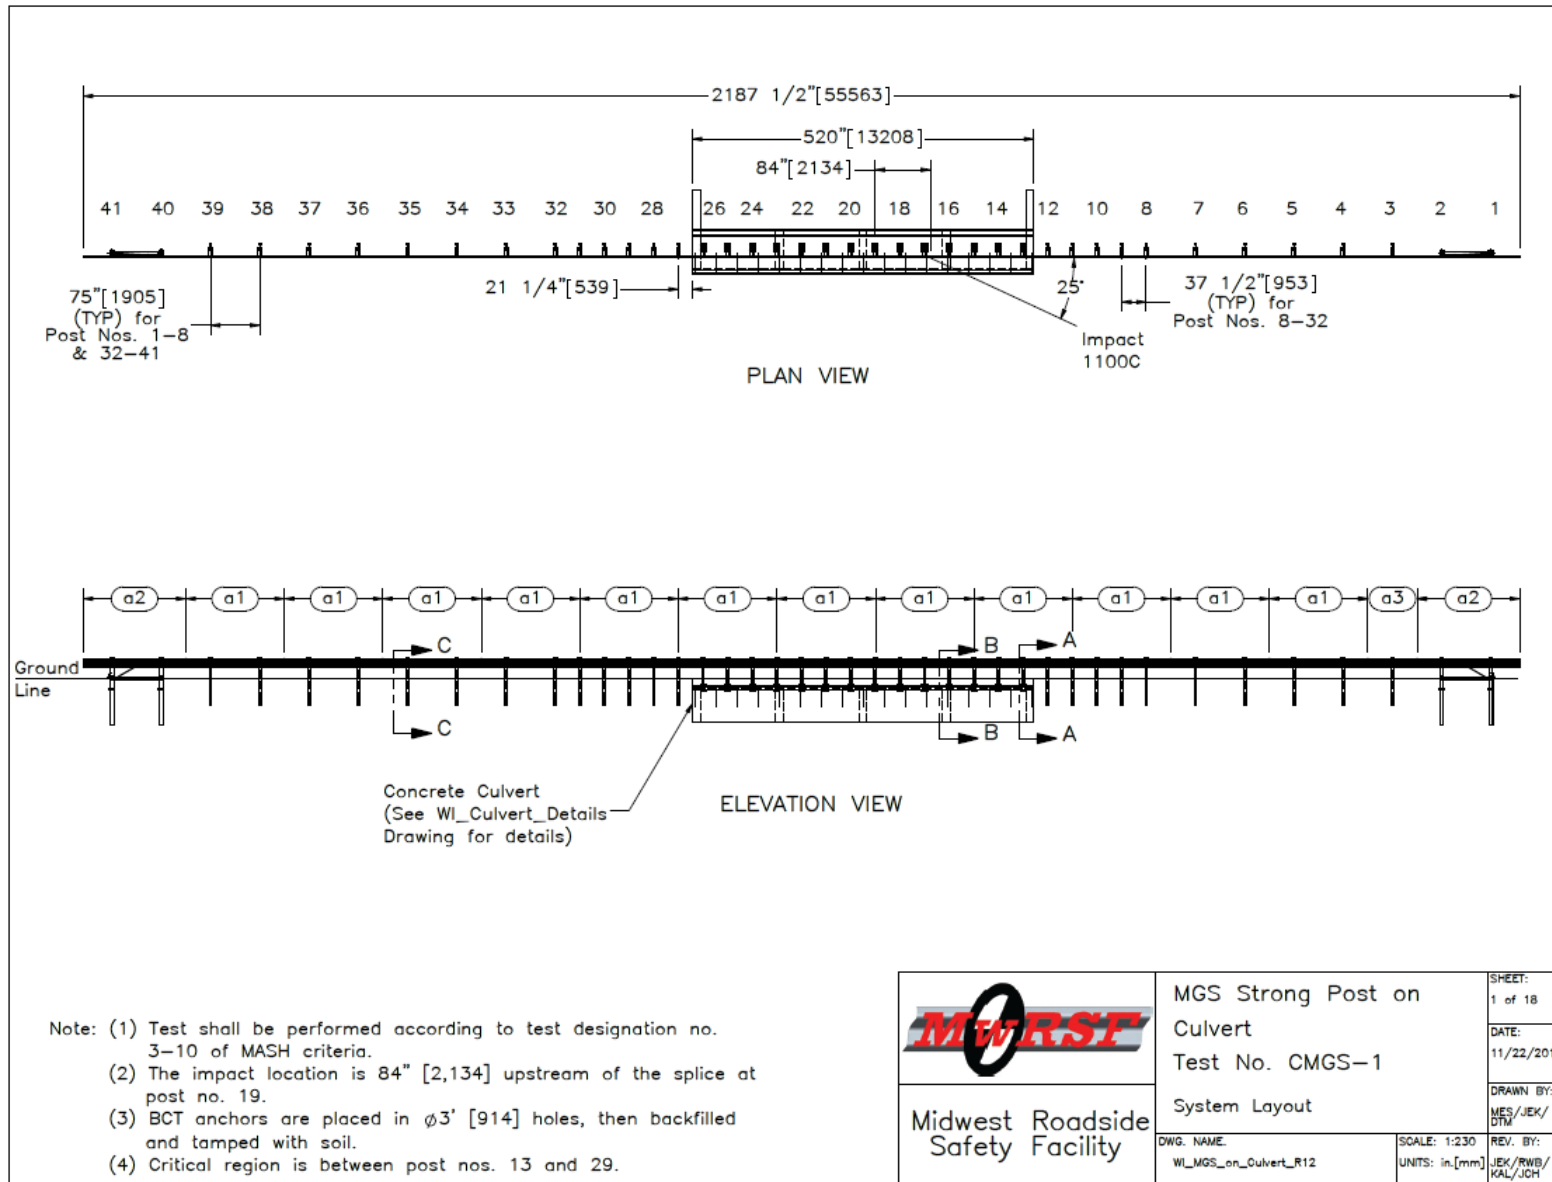 2187 1/2"[55563]
520"[13208]
84"[2134]
41 40 39 38 37 36 35 34 33 32 30 28 26 24 22 20 18 16 14 12 10 8 7 6 5 4 3 2 1
21 1/4"[539]
75"[1905]
(TYP) for
Post Nos. 1-8
& 32-41
25°
37 1/2"[953]
(TYP) for
Post Nos. 8-32
Impact
1100C
PLAN VIEW
a2 a1 a1 a1 a1 a1 a1 a1 a1 a1 a1 a1 a1 a3 a2
C B A
Ground
Line
C B A
Concrete Culvert
(See WI_Culvert_Details
Drawing for details)
ELEVATION VIEW
Note: (1) Test shall be performed according to test designation no.
3-10 of MASH criteria.
(2) The impact location is 84" [2,134] upstream of the splice at
post no. 19.
(3) BCT anchors are placed in ø3' [914] holes, then backfilled
and tamped with soil.
(4) Critical region is between post nos. 13 and 29.
MwRSF
Midwest Roadside
Safety Facility
MGS Strong Post on
Culvert
Test No. CMGS-1
System Layout
DWG. NAME.
WI_MGS_on_Culvert_R12
SCALE: 1:230
UNITS: in.[mm]
SHEET:
1 of 18
DATE:
11/22/201
DRAWN BY:
MES/JEK/
DTM
REV. BY:
JEK/RWB/
KAL/JCH